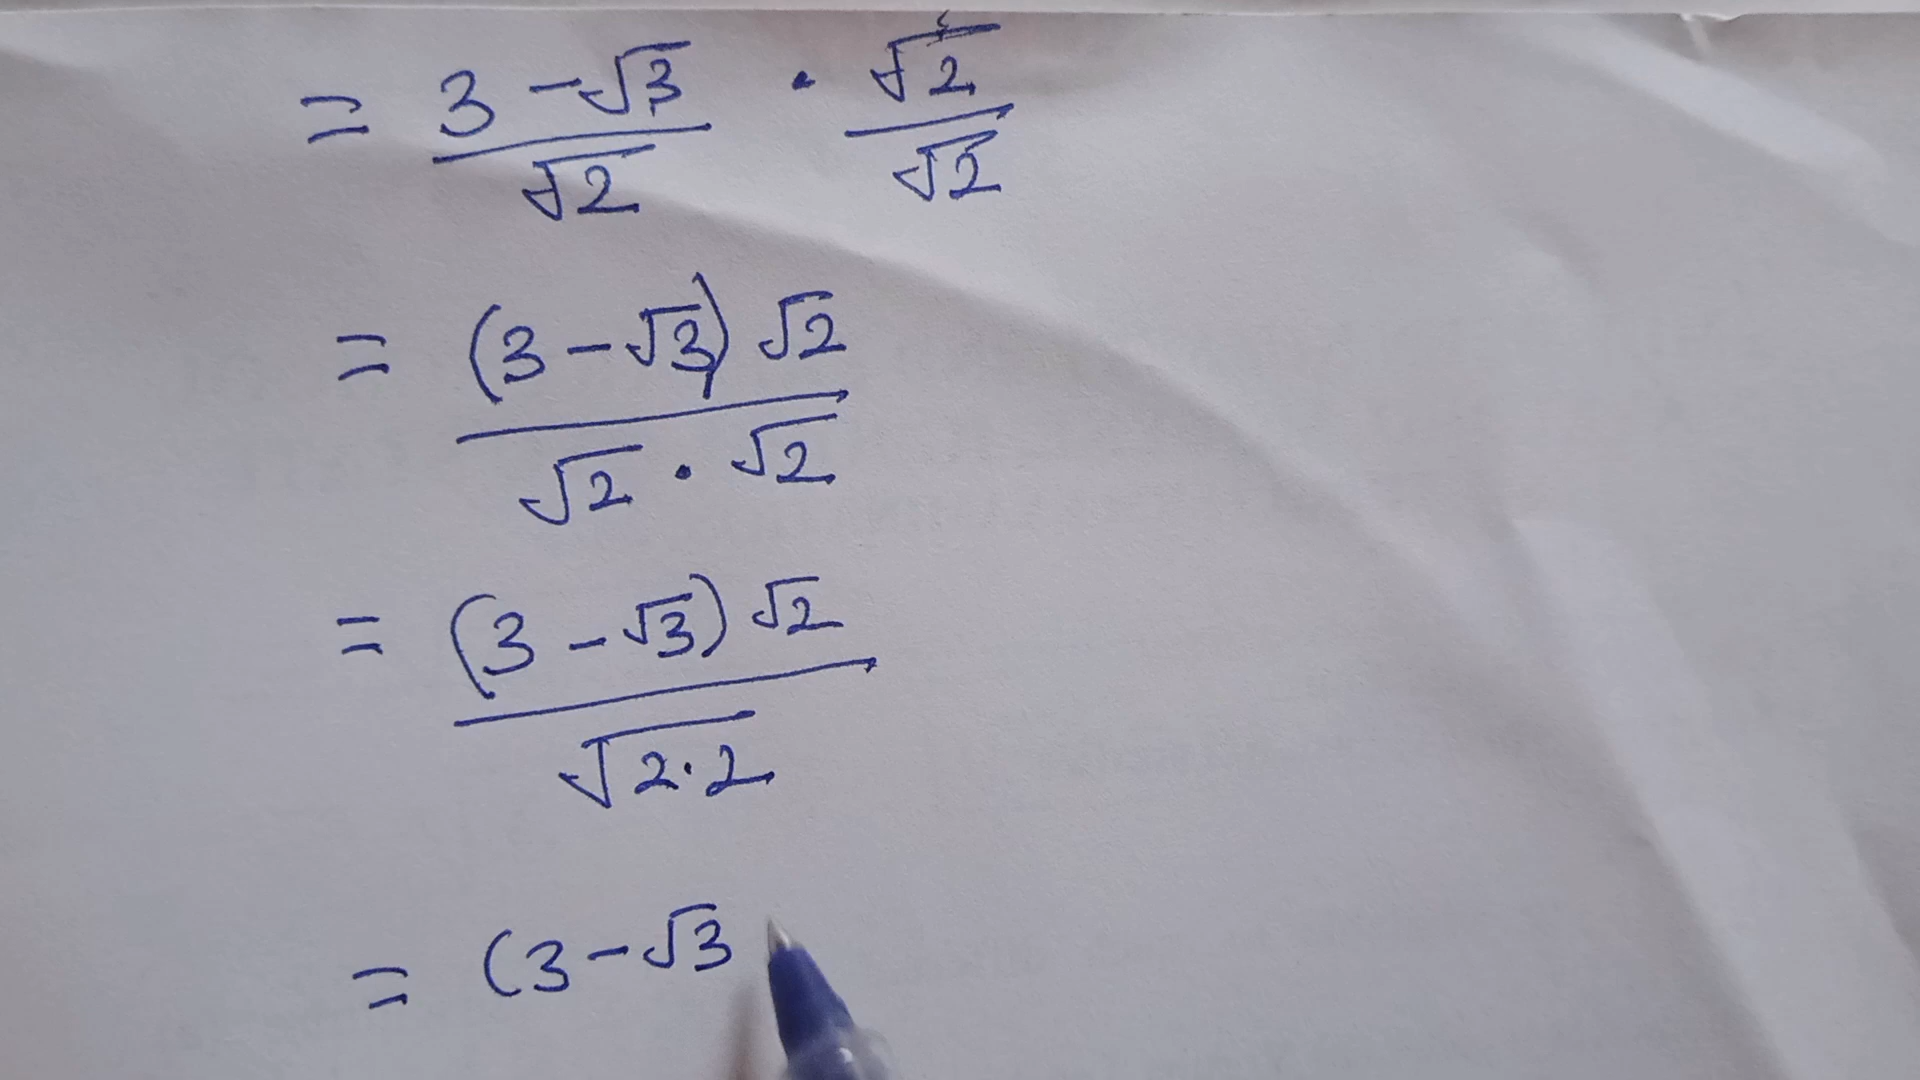 = 3 - √3 / √2 · √2 / √2
= (3 - √3) √2 / √2 · √2
= (3 - √3) √2 / √2·2
= (3 - √3